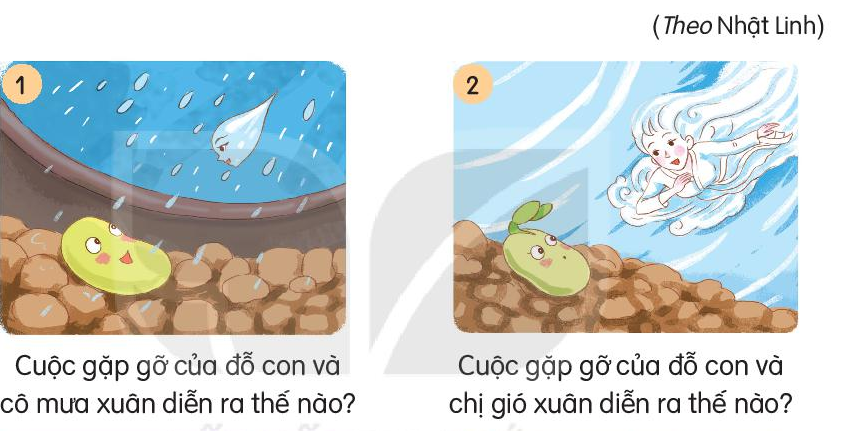 (Theo Nhật Linh)
1
2
Cuộc gặp gỡ của đỗ con và
cô mưa xuân diễn ra thế nào?
Cuộc gặp gỡ của đỗ con và
chị gió xuân diễn ra thế nào?